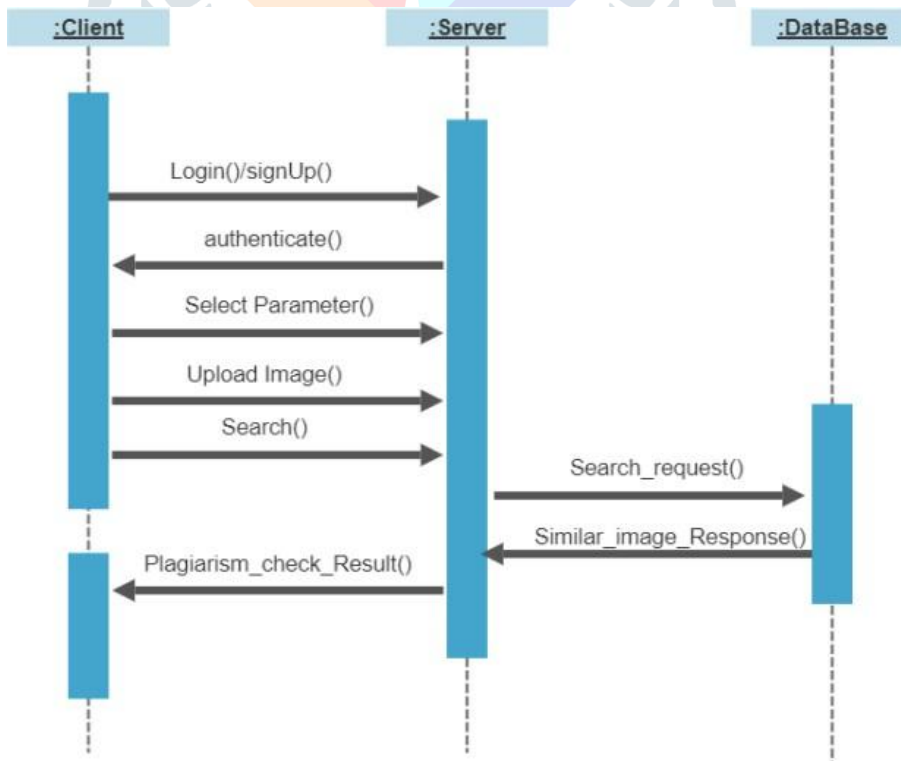 :Client
:Server
:DataBase
Login()/signUp()
authenticate()
Select Parameter()
Upload Image()
Search()
Search_request()
Similar_image_Response()
Plagiarism_check_Result()